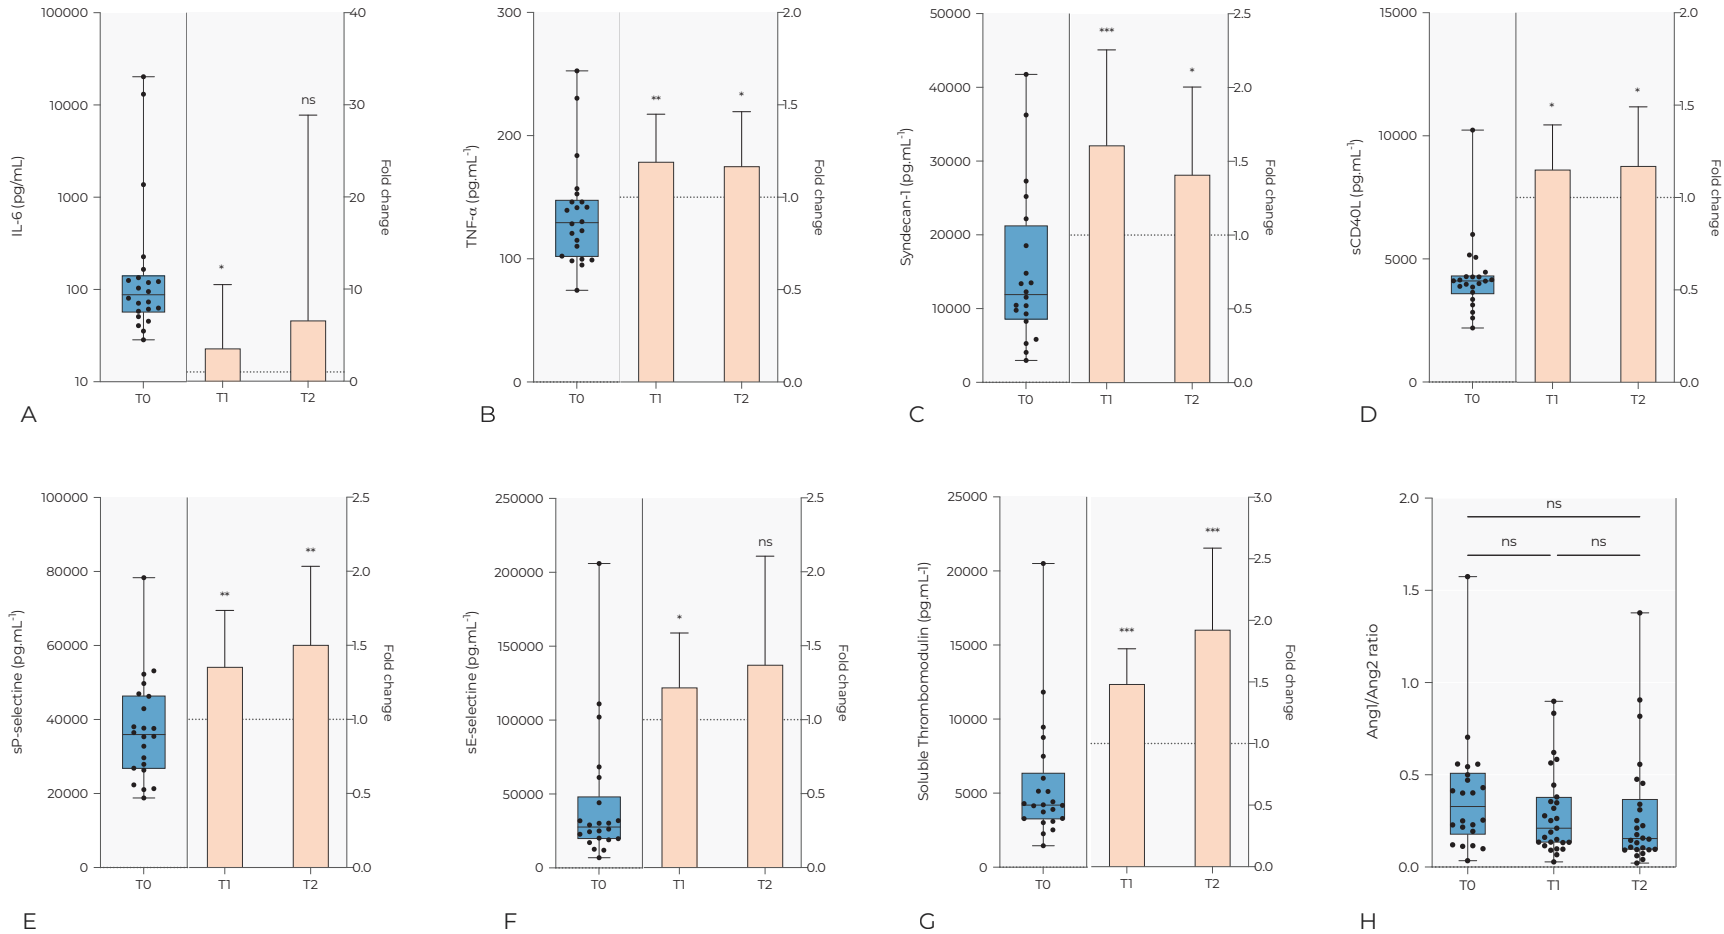 IL-6 (pg/mL)
100000
10000
1000
100
10
40
30
20
10
0
Fold change
*
ns
T0
T1
T2
A
TNF-α (pg.mL⁻¹)
300
200
100
0
2.0
1.5
1.0
0.5
0.0
Fold change
**
*
T0
T1
T2
B
Syndecan-1 (pg.mL⁻¹)
50000
40000
30000
20000
10000
0
2.5
2.0
1.5
1.0
0.5
0.0
Fold change
***
*
T0
T1
T2
C
sCD40L (pg.mL⁻¹)
15000
10000
5000
0
2.0
1.5
1.0
0.5
0.0
Fold change
*
*
T0
T1
T2
D
sP-selectine (pg.mL⁻¹)
100000
80000
60000
40000
20000
0
2.5
2.0
1.5
1.0
0.5
0.0
Fold change
**
**
T0
T1
T2
E
sE-selectine (pg.mL⁻¹)
250000
200000
150000
100000
50000
0
2.5
2.0
1.5
1.0
0.5
0.0
Fold change
*
ns
T0
T1
T2
F
Soluble Thrombomodulin (pg.mL-1)
25000
20000
15000
10000
5000
0
3.0
2.5
2.0
1.5
1.0
0.5
0.0
Fold change
***
***
T0
T1
T2
G
Ang1/Ang2 ratio
2.0
1.5
1.0
0.5
0.0
ns
ns
ns
T0
T1
T2
H